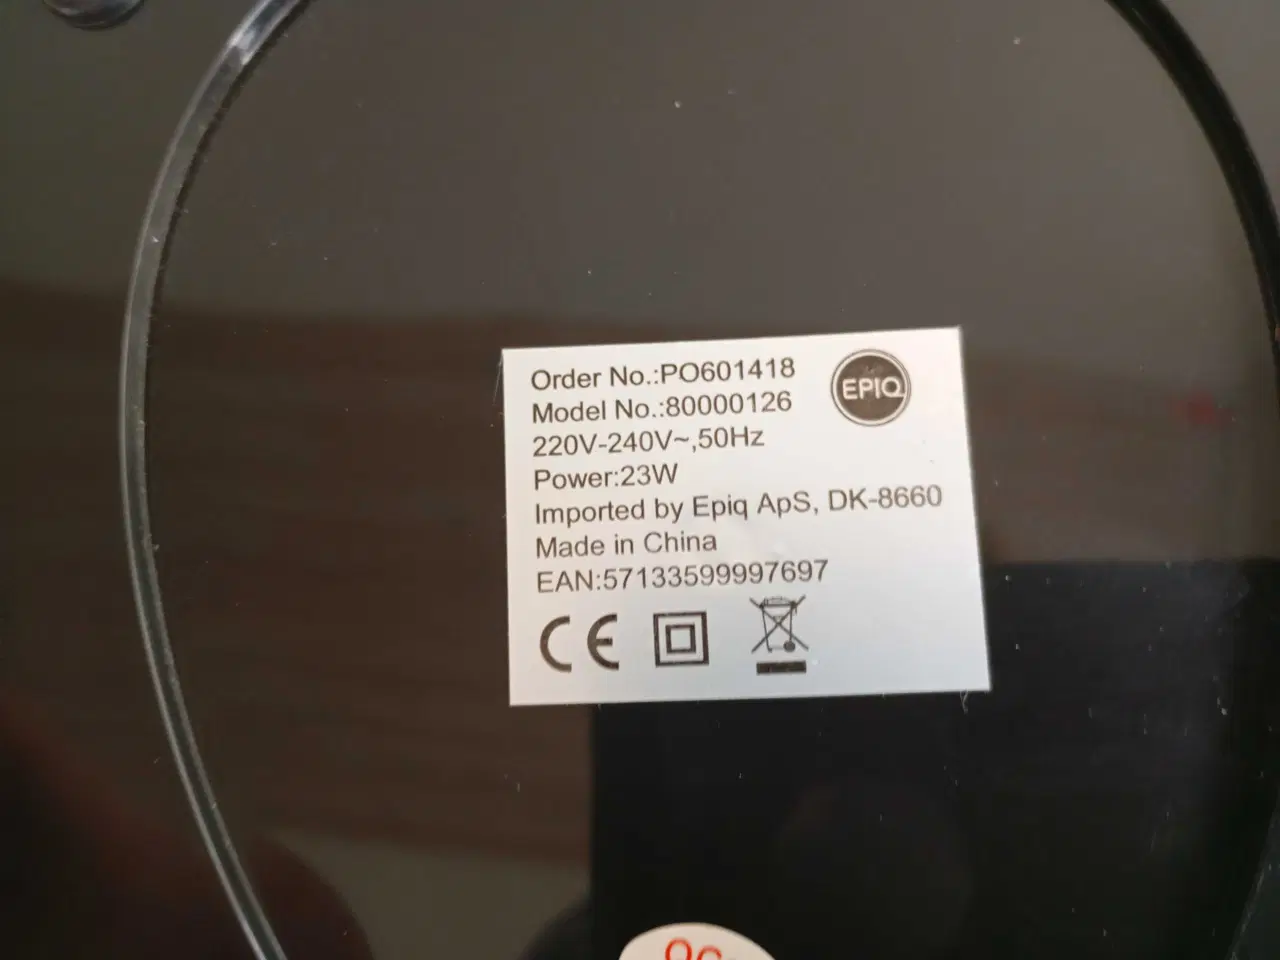 Order No.:PO601418
EPIQ
Model No.:80000126
220V-240V~,50Hz
Power:23W
Imported by Epiq ApS, DK-8660
Made in China
EAN:57133599997697
CE